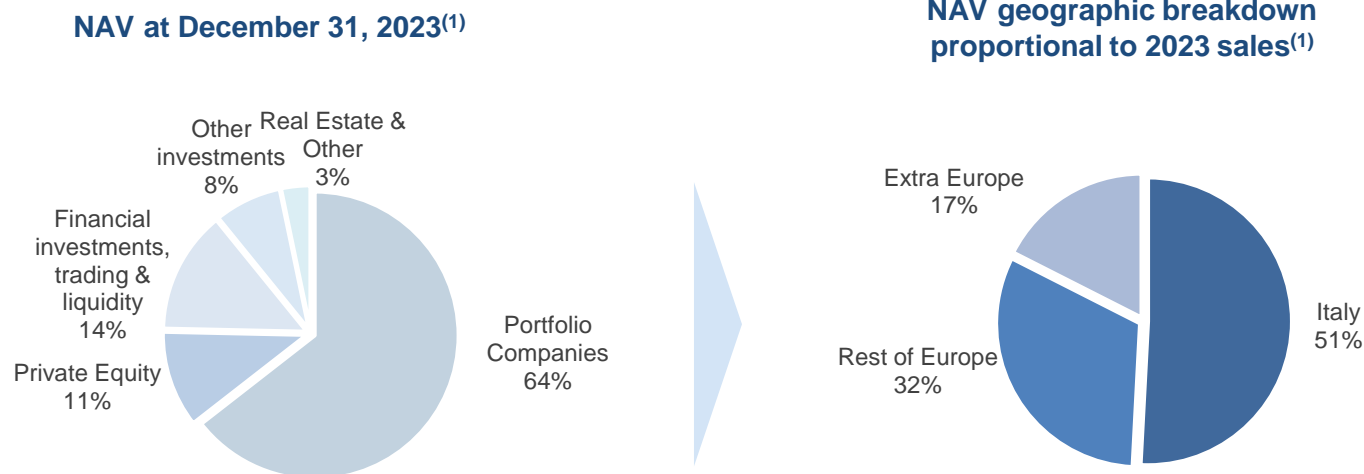 NAV at December 31, 2023(1)
Other
investments
8%
Real Estate &
Other
3%
Financial
investments,
trading &
liquidity
14%
Private Equity
11%
Portfolio
Companies
64%
NAV geographic breakdown
proportional to 2023 sales(1)
Extra Europe
17%
Rest of Europe
32%
Italy
51%